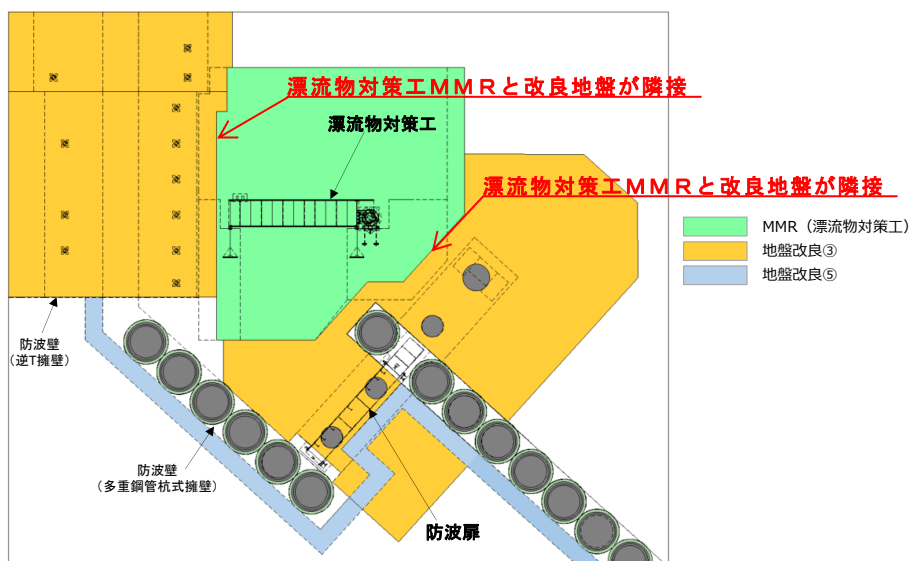 漂流物対策工ＭＭＲと改良地盤が隣接
漂流物対策工
漂流物対策工ＭＭＲと改良地盤が隣接
MMR（漂流物対策工）
地盤改良③
地盤改良⑤
防波壁
（逆T擁壁）
防波壁
（多重鋼管杭式擁壁）
防波扉